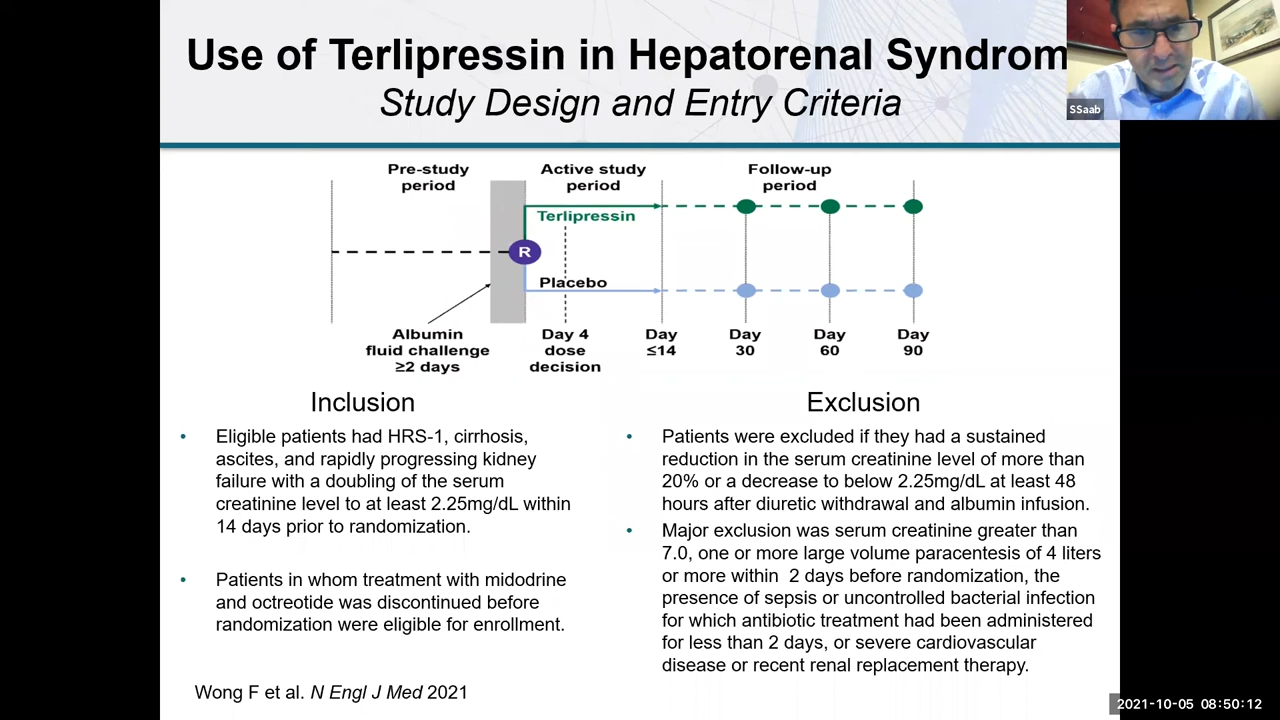 Use of Terlipressin in Hepatorenal Syndrom
Study Design and Entry Criteria
SSaab
Pre-study
period
Active study
period
Follow-up
period
Terlipressin
R
Placebo
Albumin
fluid challenge
≥2 days
Day 4
dose
decision
Day
≤14
Day
30
Day
60
Day
90
Inclusion
• Eligible patients had HRS-1, cirrhosis,
ascites, and rapidly progressing kidney
failure with a doubling of the serum
creatinine level to at least 2.25mg/dL within
14 days prior to randomization.
• Patients in whom treatment with midodrine
and octreotide was discontinued before
randomization were eligible for enrollment.
Exclusion
• Patients were excluded if they had a sustained
reduction in the serum creatinine level of more than
20% or a decrease to below 2.25mg/dL at least 48
hours after diuretic withdrawal and albumin infusion.
• Major exclusion was serum creatinine greater than
7.0, one or more large volume paracentesis of 4 liters
or more within 2 days before randomization, the
presence of sepsis or uncontrolled bacterial infection
for which antibiotic treatment had been administered
for less than 2 days, or severe cardiovascular
disease or recent renal replacement therapy.
Wong F et al. N Engl J Med 2021
2021-10-05 08:50:12